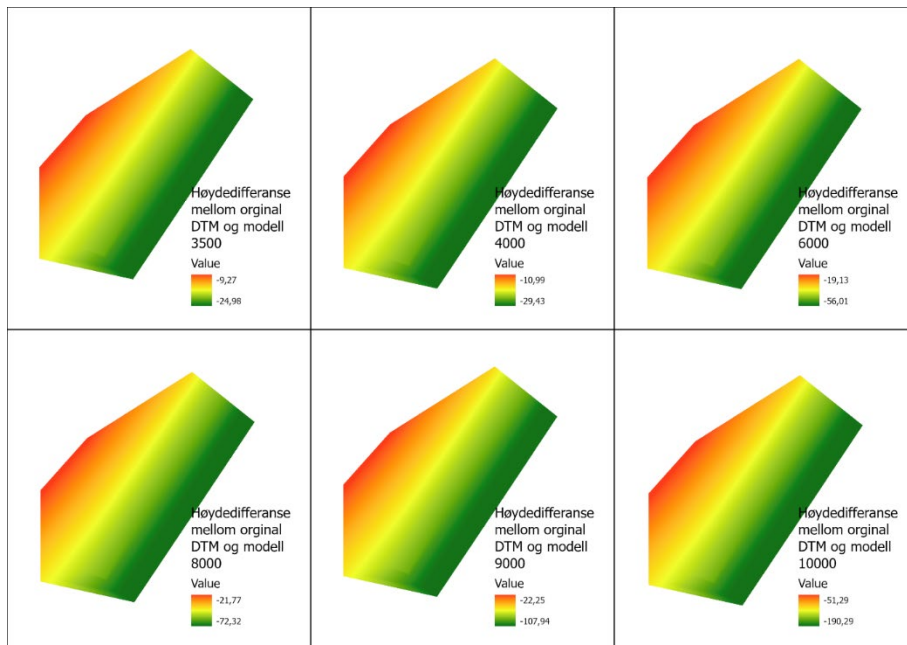 Høydedifferanse
mellom orginal
DTM og modell
3500
Value
-9,27
-24,98
Høydedifferanse
mellom orginal
DTM og modell
4000
Value
-10,99
-29,43
Høydedifferanse
mellom orginal
DTM og modell
6000
Value
-19,13
-56,01
Høydedifferanse
mellom orginal
DTM og modell
8000
Value
-21,77
-72,32
Høydedifferanse
mellom orginal
DTM og modell
9000
Value
-22,25
-107,94
Høydedifferanse
mellom orginal
DTM og modell
10000
Value
-51,29
-190,29